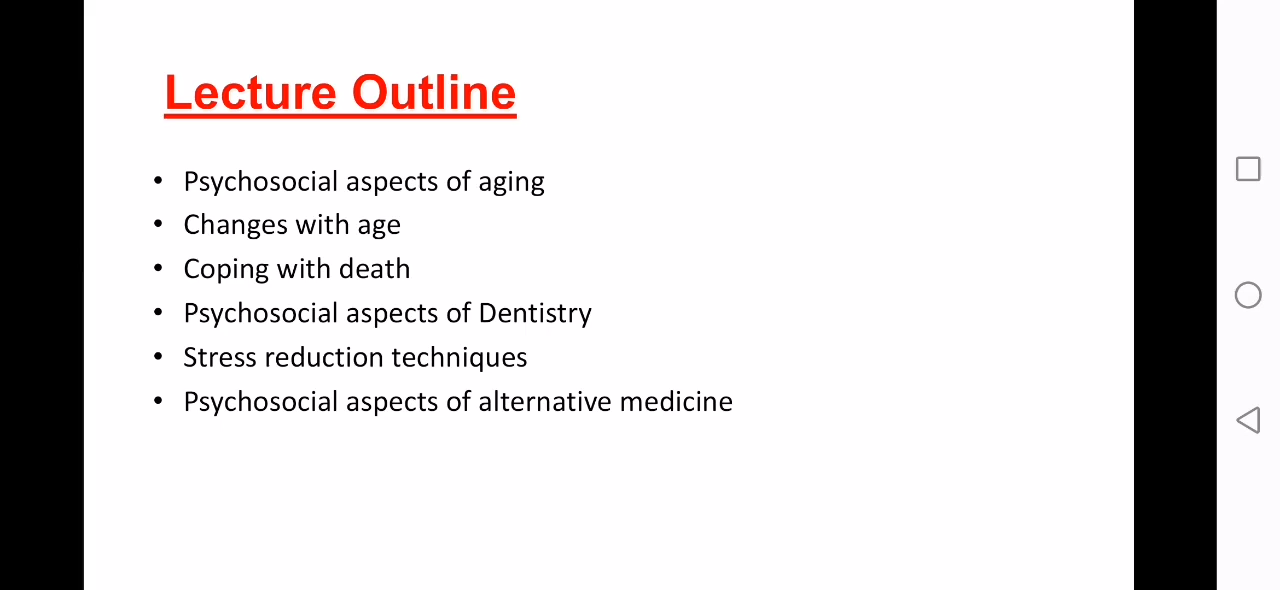 Lecture Outline
• Psychosocial aspects of aging
• Changes with age
• Coping with death
• Psychosocial aspects of Dentistry
• Stress reduction techniques
• Psychosocial aspects of alternative medicine